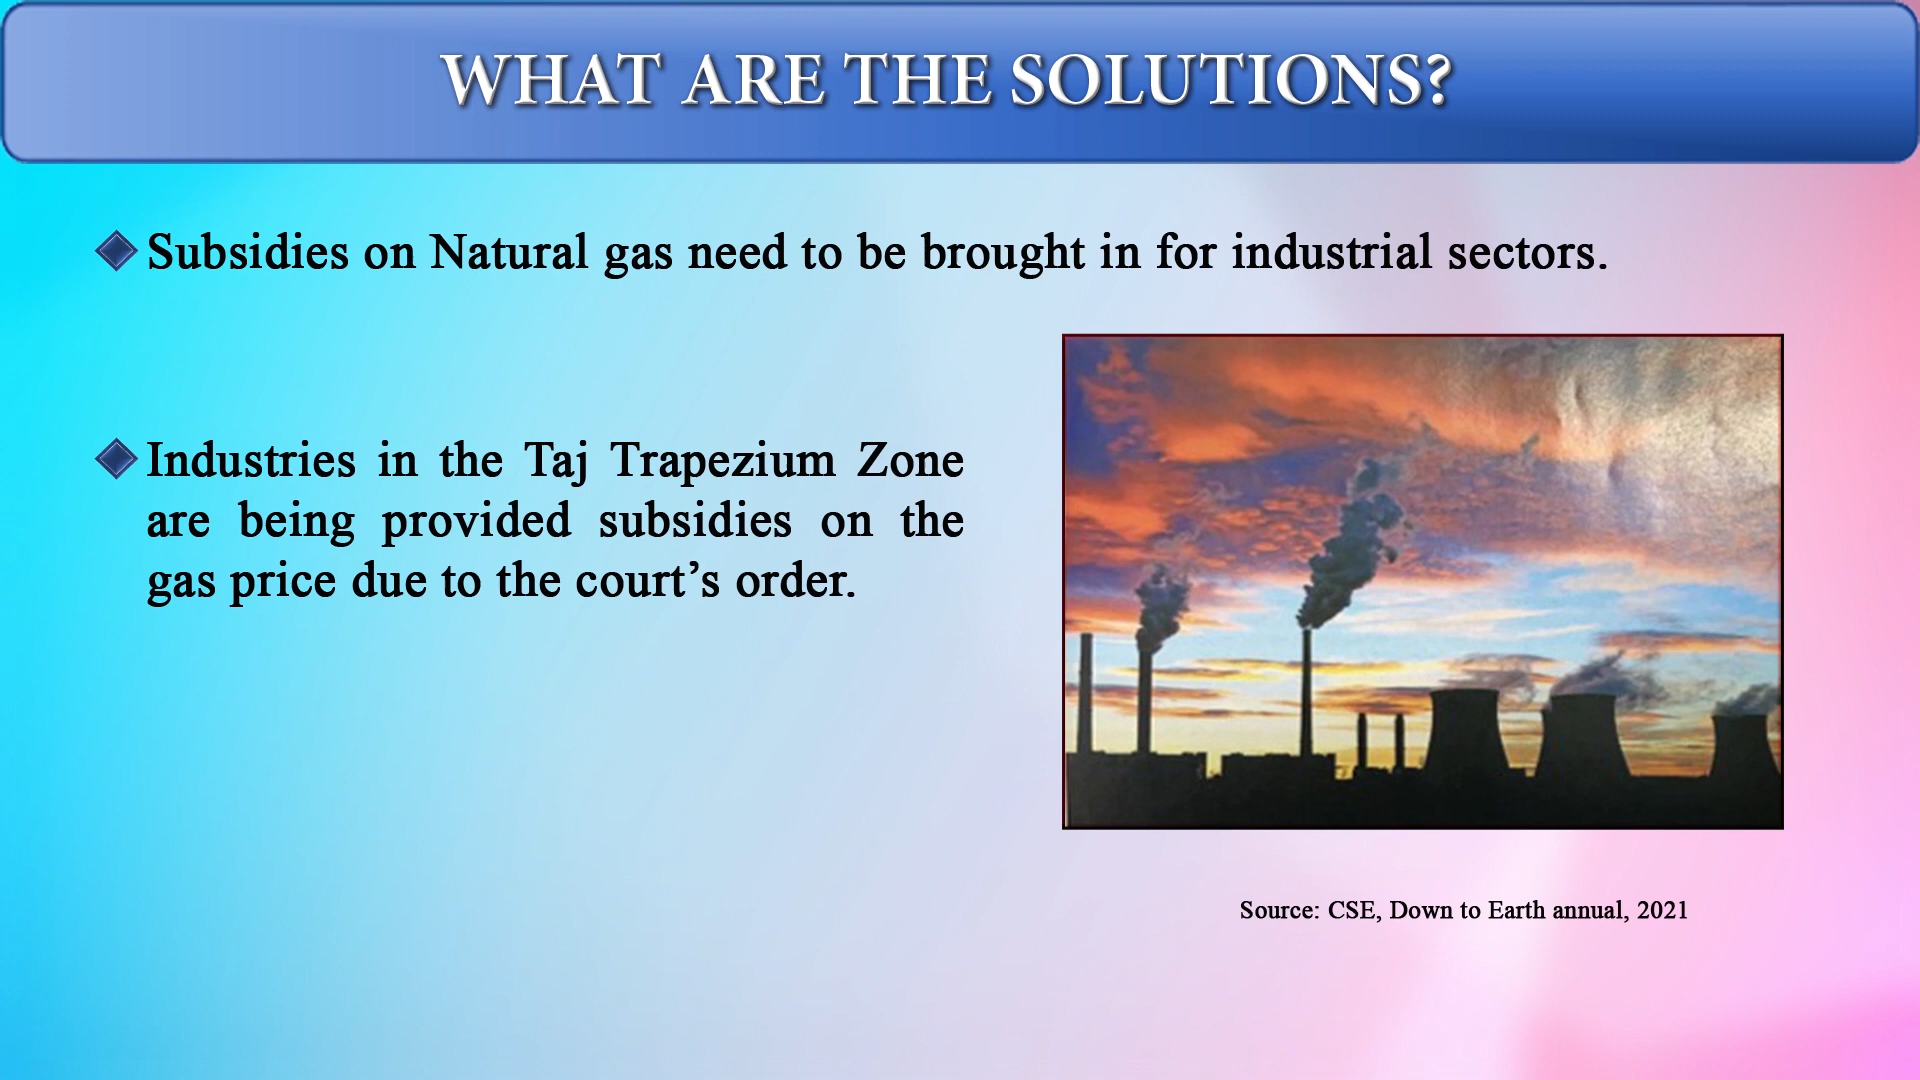 WHAT ARE THE SOLUTIONS?
Subsidies on Natural gas need to be brought in for industrial sectors.
Industries in the Taj Trapezium Zone
are being provided subsidies on the
gas price due to the court’s order.
Source: CSE, Down to Earth annual, 2021